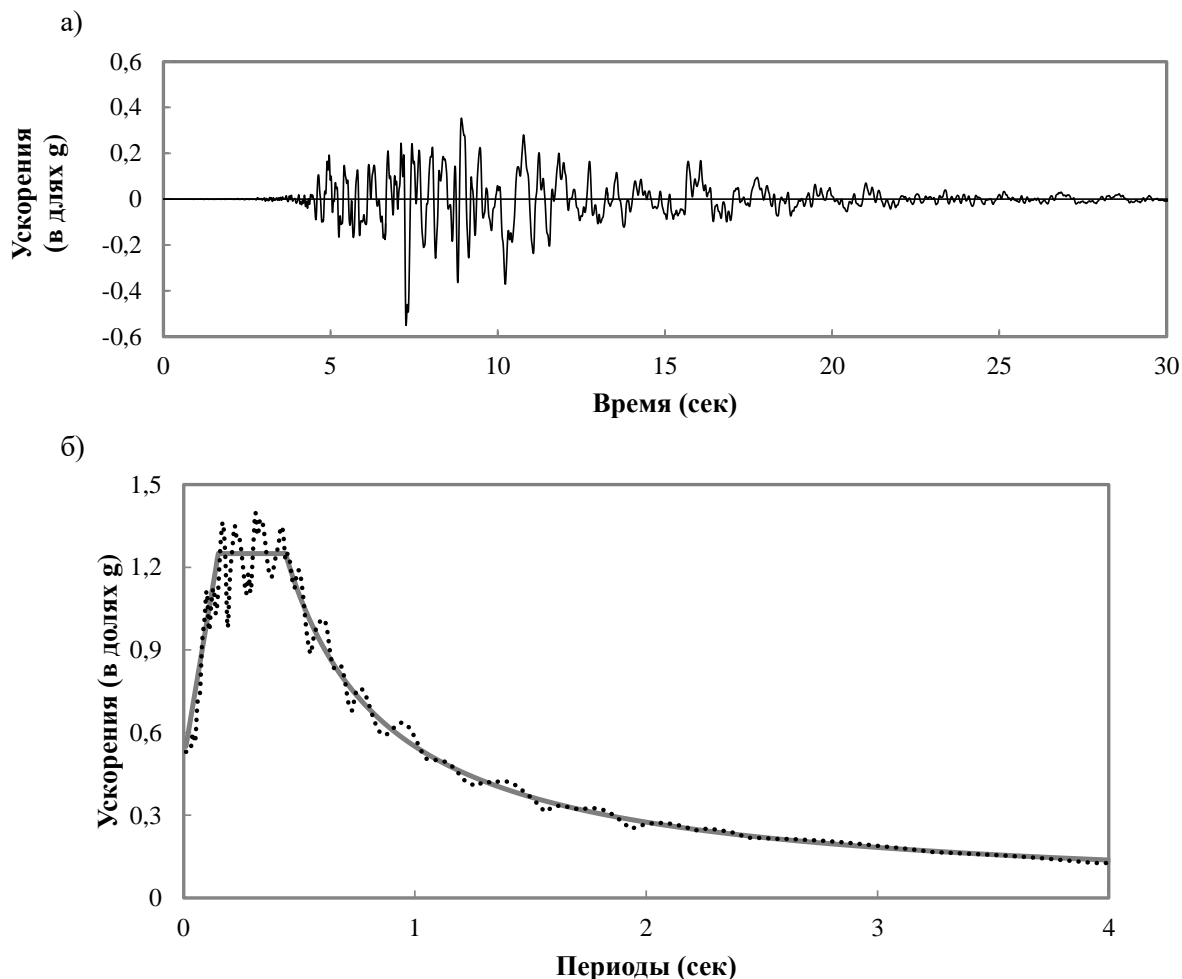 а)
Ускорения
(в длях g)
0,6
0,4
0,2
0
-0,2
-0,4
-0,6
0 5 10 15 20 25 30
Время (сек)
б)
Ускорения (в долях g)
1,5
1,2
0,9
0,6
0,3
0
0 1 2 3 4
Периоды (сек)